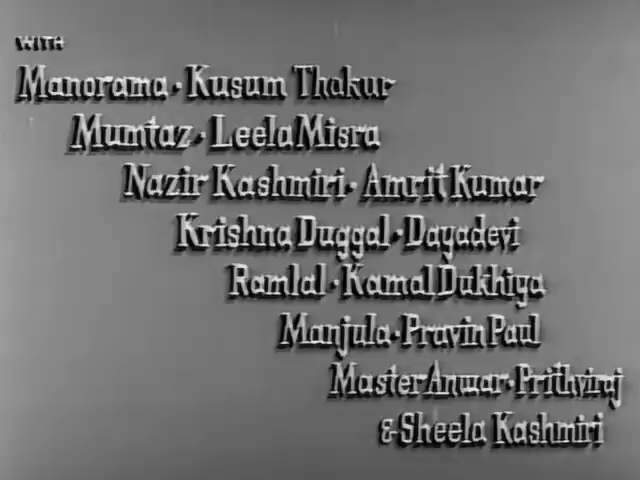 WITH
Manorama · Kusum Thakur
Mumtaz · Leela Misra
Nazir Kashmiri · Amrit Kumar
Krishna Duggal · Dayadevi
Ramlal · Kamal Dukhiya
Manjula · Pravin Paul
Master Anwar · Prithviraj
& Sheela Kashmiri